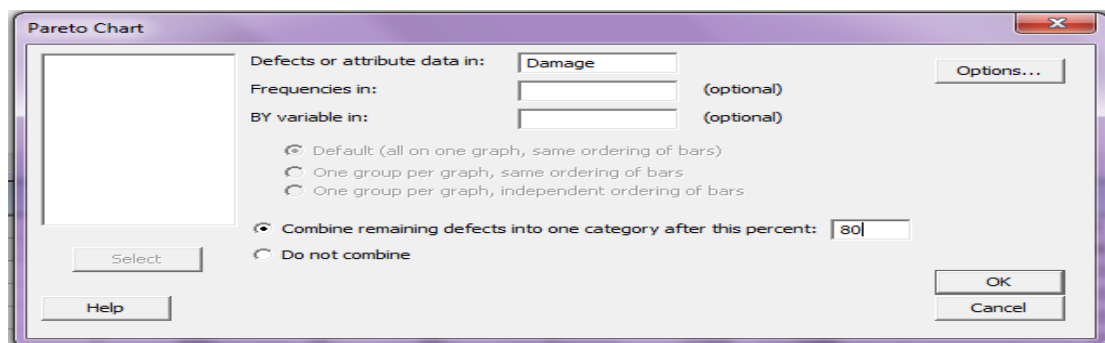 Pareto Chart
Defects or attribute data in: Damage
Options...
Frequencies in: (optional)
BY variable in: (optional)
Default (all on one graph, same ordering of bars)
One group per graph, same ordering of bars
One group per graph, independent ordering of bars
Combine remaining defects into one category after this percent: 80
Select
Do not combine
OK
Help
Cancel